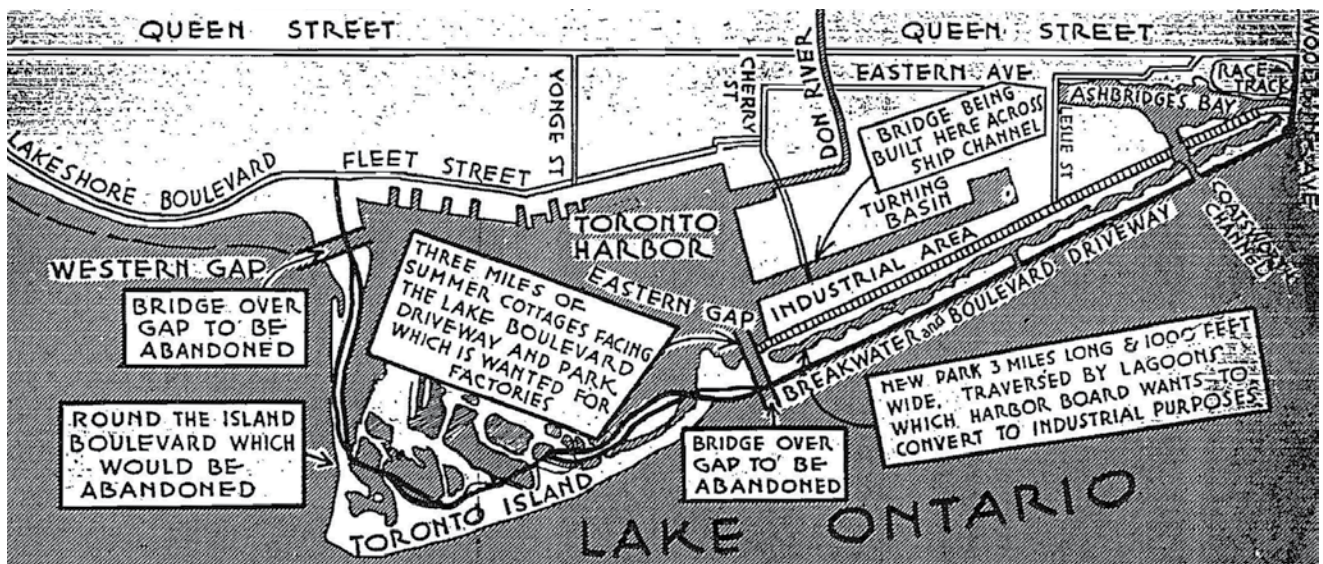 QUEEN STREET
QUEEN STREET
WOODBINE AVE
YONGE ST
CHERRY ST
DON RIVER
EASTERN AVE
RACE
TRACK
ASHBRIDGES BAY
LESLIE ST
BRIDGE BEING
BUILT HERE ACROSS
SHIP CHANNEL
LAKESHORE BOULEVARD
FLEET STREET
TURNING
BASIN
TORONTO
HARBOR
COATSWORTH
CHANNEL
WESTERN GAP
EASTERN GAP
INDUSTRIAL AREA
BRIDGE OVER
GAP TO BE
ABANDONED
THREE MILES OF
SUMMER COTTAGES FACING
THE LAKE BOULEVARD
DRIVEWAY AND PARK
WHICH IS WANTED FOR
FACTORIES
BREAKWATER and BOULEVARD DRIVEWAY
NEW PARK 3 MILES LONG & 1000 FEET
WIDE, TRAVERSED BY LAGOONS
WHICH HARBOR BOARD WANTS TO
CONVERT TO INDUSTRIAL PURPOSES
ROUND THE ISLAND
BOULEVARD WHICH
WOULD BE
ABANDONED
BRIDGE OVER
GAP TO BE
ABANDONED
TORONTO ISLAND
LAKE ONTARIO